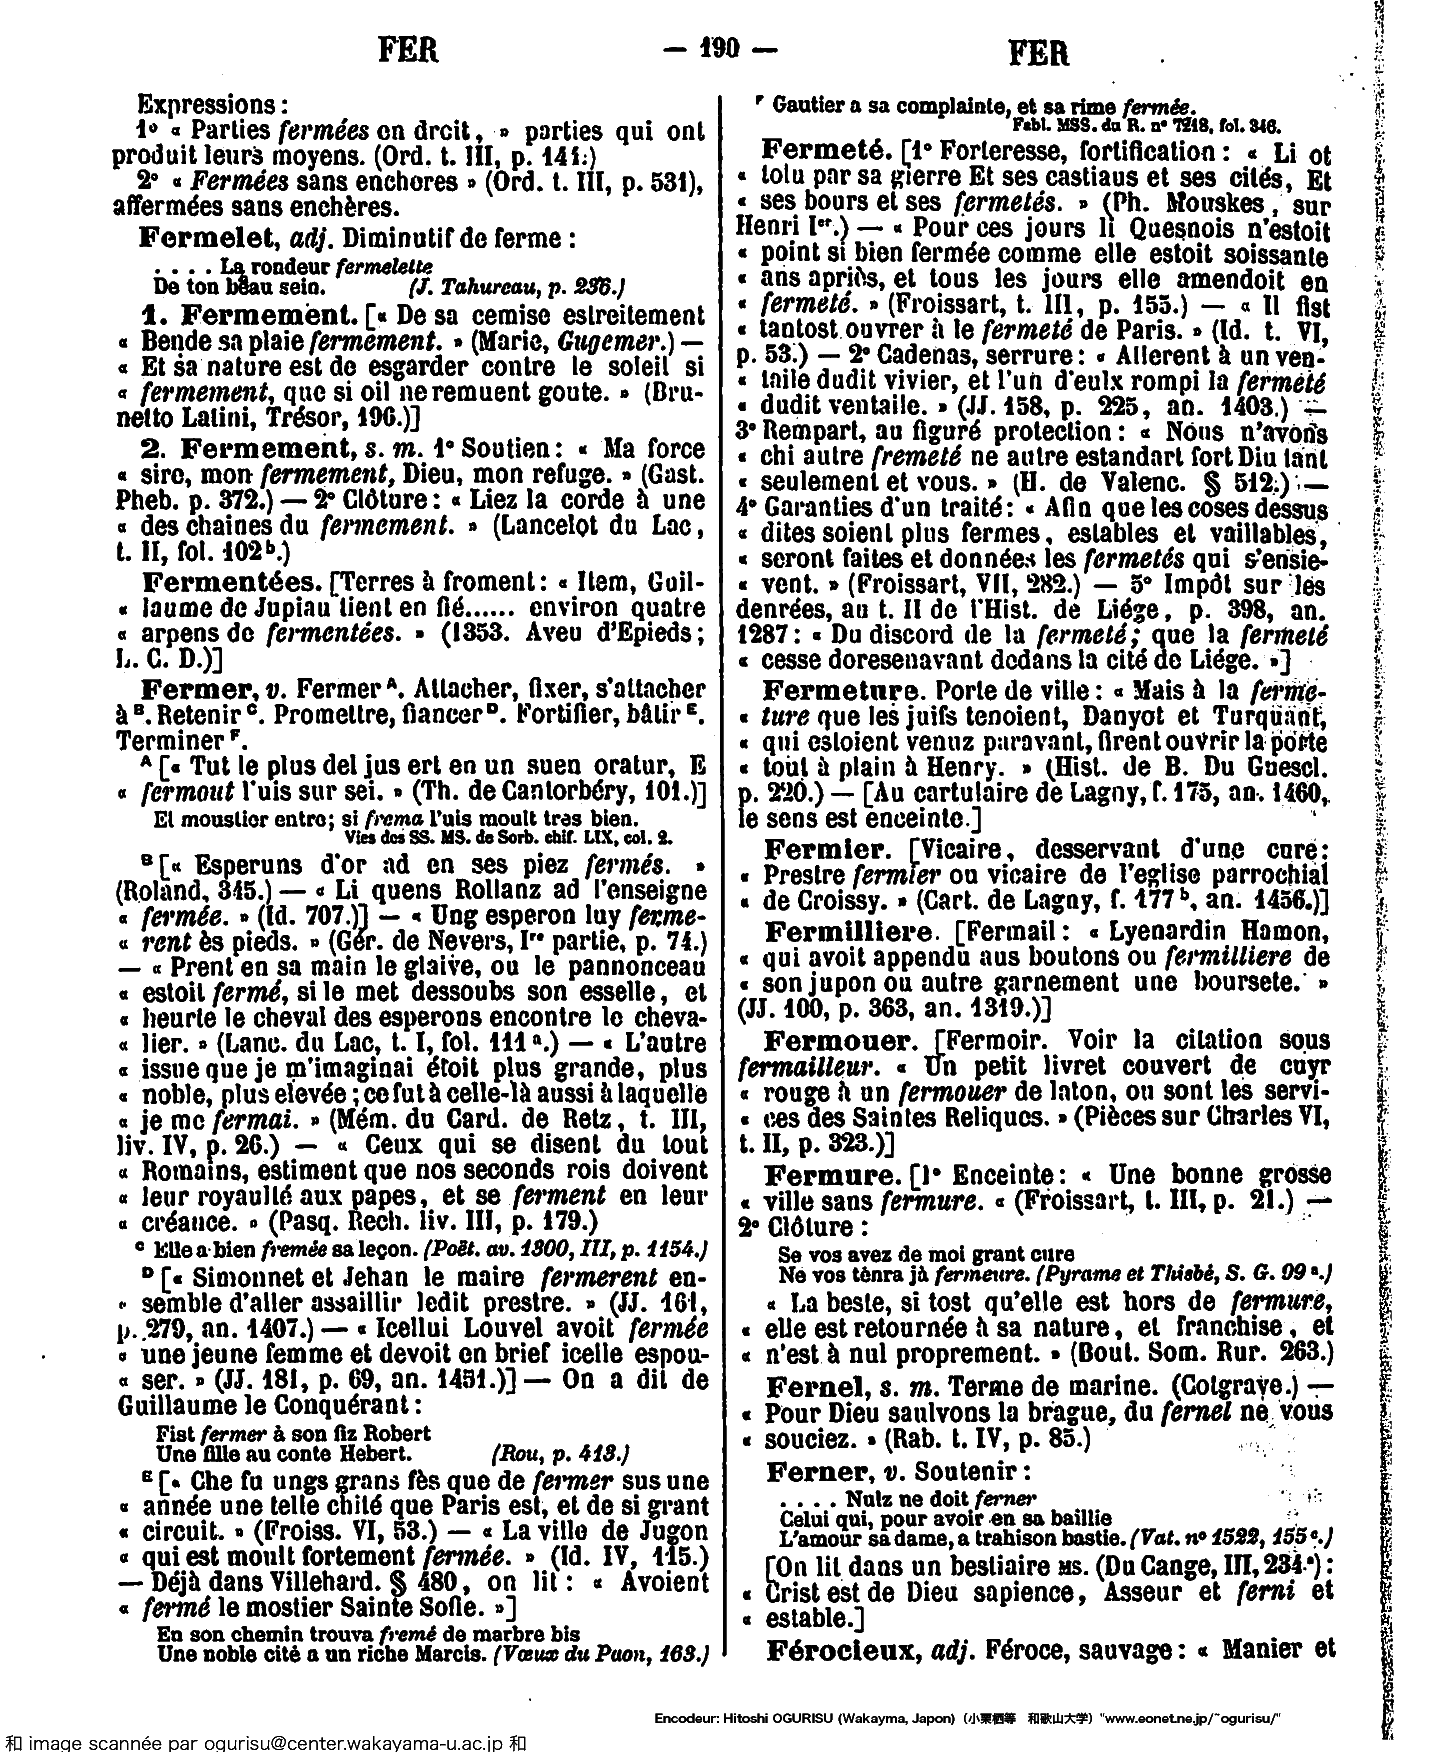 FER
— 190 —
FER
Expressions :
1° « Parties fermées en droit, » parties qui ont
produit leurs moyens. (Ord. t. III, p. 141.)
2° « Fermées sans enchores » (Ord. t. III, p. 531),
affermées sans enchères.
Fermelet, adj. Diminutif de ferme :
. . . . La rondeur fermelette
De ton beau sein. (J. Tahureau, p. 236.)
1. Fermement. [« De sa cemise estreitement
« Bende sa plaie fermement. » (Marie, Gugemer.) —
« Et sa nature est de esgarder contre le soleil si
« fermement, que si oil ne remuent goute. » (Bru-
netto Latini, Trésor, 196.)]
2. Fermement, s. m. 1° Soutien : « Ma force
« sire, mon fermement, Dieu, mon refuge. » (Gast.
Pheb. p. 372.) — 2° Clôture : « Liez la corde à une
« des chaines du fermement. » (Lancelot du Lac,
t. II, fol. 102 b.)
Fermentées. [Terres à froment : « Item, Guil-
« laume de Jupiau tient en fié...... environ quatre
« arpens de fermentées. » (1353. Aveu d'Epieds ;
L. C. D.)]
Fermer, v. Fermer A. Attacher, fixer, s'attacher
à B. Retenir C. Promettre, fiancer D. Fortifier, bâtir E.
Terminer F.
A [« Tut le plus del jus ert en un suen oratur, E
« fermout l'uis sur sei. » (Th. de Cantorbéry, 101.)]
El moustier entre; si frema l'uis moult tres bien.
Vies des SS. MS. de Sorb. chif. LIX, col. 2.
B [« Esperuns d'or ad en ses piez fermés. »
(Roland, 345.) — « Li quens Rollanz ad l'enseigne
« fermée. » (Id. 707.)] — « Ung esperon luy ferme-
« rent ès pieds. » (Gér. de Nevers, Ire partie, p. 74.)
— « Prent en sa main le glaive, ou le pannonceau
« estoit fermé, si le met dessoubs son esselle, et
« heurte le cheval des esperons encontre le cheva-
« lier. » (Lanc. du Lac, t. I, fol. 111 a.) — « L'autre
« issue que je m'imaginai étoit plus grande, plus
« noble, plus elevée ; ce fut à celle-là aussi à laquelle
« je me fermai. » (Mém. du Card. de Retz, t. III,
liv. IV, p. 26.) — « Ceux qui se disent du tout
« Romains, estiment que nos seconds rois doivent
« leur royaulté aux papes, et se ferment en leur
« créance. » (Pasq. Rech. liv. III, p. 179.)
C Elle a bien fremée sa leçon. (Poët. av. 1300, III, p. 1154.)
D [« Simonnet et Jehan le maire fermerent en-
« semble d'aller assaillir ledit prestre. » (JJ. 161,
p. 279, an. 1407.) — « Icellui Louvel avoit fermée
« une jeune femme et devoit en brief icelle espou-
« ser. » (JJ. 181, p. 69, an. 1451.)] — On a dit de
Guillaume le Conquérant :
Fist fermer à son fiz Robert
Une fille au conte Hebert. (Rou, p. 413.)
E [« Che fu ungs grans fès que de fermer sus une
« année une telle chité que Paris est, et de si grant
« circuit. » (Froiss. VI, 53.) — « La ville de Jugon
« qui est moult fortement fermée. » (Id. IV, 115.)
— Déjà dans Villehard. § 480, on lit : « Avoient
« fermé le mostier Sainte Sofie. »]
En son chemin trouva fremé de marbre bis
Une noble cité a un riche Marcis. (Vœux du Paon, 163.)
F Gautier a sa complainte, et sa rime fermée.
Fabl. MSS. du R. n° 7218, fol. 346.
Fermeté. [1° Forteresse, fortification : « Li ot
« tolu par sa gierre Et ses castiaus et ses cités, Et
« ses bours et ses fermetés. » (Ph. Mouskes, sur
Henri Ier.) — « Pour ces jours li Quesnois n'estoit
« point si bien fermée comme elle estoit soissante
« ans apriès, et tous les jours elle amendoit en
« fermeté. » (Froissart, t. III, p. 155.) — « Il fist
« tantost ouvrer à le fermeté de Paris. » (Id. t. VI,
p. 53.) — 2° Cadenas, serrure : « Allerent à un ven-
« taile dudit vivier, et l'un d'eulx rompi la fermeté
« dudit ventaile. » (JJ. 158, p. 225, an. 1403.) —
3° Rempart, au figuré protection : « Nous n'avons
« chi autre fremeté ne autre estandart fort Diu tant
« seulement et vous. » (H. de Valenc. § 512.) —
4° Garanties d'un traité : « Afin que les coses dessus
« dites soient plus fermes, estables et vaillables,
« seront faites et données les fermetés qui s'ensie-
« vent. » (Froissart, VII, 282.) — 5° Impôt sur les
denrées, au t. II de l'Hist. de Liége, p. 398, an.
1287 : « Du discord de la fermeté; que la fermeté
« cesse doresenavant dedans la cité de Liége. »]
Fermeture. Porte de ville : « Mais à la ferme-
« ture que les juifs tenoient, Danyot et Turquant,
« qui estoient venuz paravant, firent ouvrir la porte
« tout à plain à Henry. » (Hist. de B. Du Guescl.
p. 220.) — [Au cartulaire de Lagny, f. 175, an. 1460,
le sens est enceinte.]
Fermier. [Vicaire, desservant d'une cure :
« Prestre fermier ou vicaire de l'eglise parrochial
« de Croissy. » (Cart. de Lagny, f. 177 b, an. 1456.)]
Fermilliere. [Fermail : « Lyenardin Hamon,
« qui avoit appendu aus boutons ou fermilliere de
« son jupon ou autre garnement une boursete. »
(JJ. 100, p. 363, an. 1319.)]
Fermouer. [Fermoir. Voir la citation sous
fermailleur. « Un petit livret couvert de cuyr
« rouge à un fermouer de laton, ou sont les servi-
« ces des Saintes Reliques. » (Pièces sur Charles VI,
t. II, p. 323.)]
Fermure. [1° Enceinte : « Une bonne grosse
« ville sans fermure. « (Froissart, t. III, p. 21.) —
2° Clôture :
Se vos avez de moi grant cure
Ne vos tenra jà fermeure. (Pyrame et Thisbé, S. G. 99 a.)
« La beste, si tost qu'elle est hors de fermure,
« elle est retournée à sa nature, et franchise, et
« n'est à nul proprement. » (Bout. Som. Rur. 263.)
Fernel, s. m. Terme de marine. (Cotgrave.) —
« Pour Dieu saulvons la brague, du fernel ne vous
« souciez. » (Rab. t. IV, p. 85.)
Ferner, v. Soutenir :
. . . . Nulz ne doit ferner
Celui qui, pour avoir en sa baillie
L'amour sa dame, a trahison bastie. (Vat. n° 1522, 155 c.)
[On lit dans un bestiaire MS. (Du Cange, III, 234 a) :
« Crist est de Dieu sapience, Asseur et ferni et
« estable.]
Férocieux, adj. Féroce, sauvage : « Manier et
Encodeur: Hitoshi OGURISU (Wakayma, Japon) (小栗栖等 和歌山大学) "www.eonet.ne.jp/~ogurisu/"
和 image scannée par ogurisu@center.wakayama-u.ac.jp 和